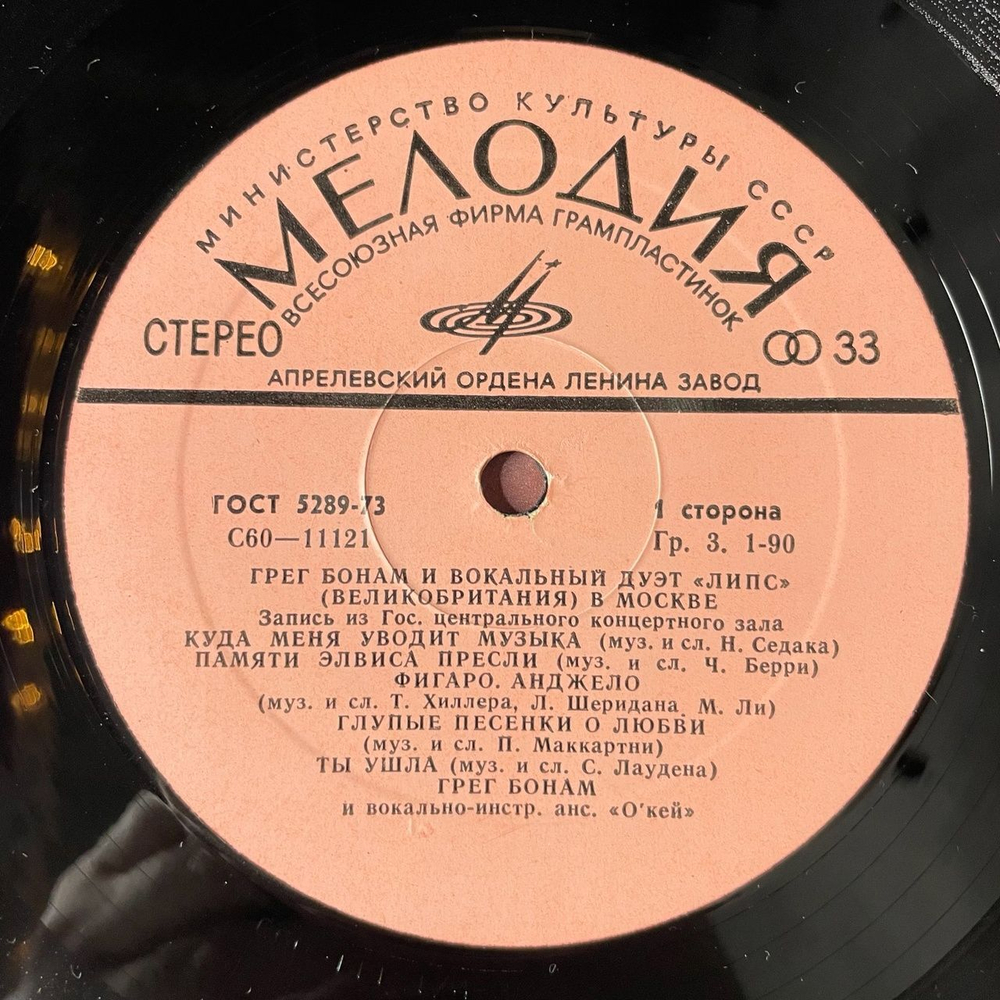 МИНИСТЕРСТВО КУЛЬТУРЫ СССР
МЕЛОДИЯ
ВСЕСОЮЗНАЯ ФИРМА ГРАМПЛАСТИНОК
СТЕРЕО
33
АПРЕЛЕВСКИЙ ОРДЕНА ЛЕНИНА ЗАВОД
ГОСТ 5289-73 1 сторона
С60—11121 Гр. 3. 1-90
ГРЕГ БОНАМ И ВОКАЛЬНЫЙ ДУЭТ «ЛИПС»
(ВЕЛИКОБРИТАНИЯ) В МОСКВЕ
Запись из Гос. центрального концертного зала
КУДА МЕНЯ УВОДИТ МУЗЫКА (муз. и сл. Н. Седака)
ПАМЯТИ ЭЛВИСА ПРЕСЛИ (муз. и сл. Ч. Берри)
ФИГАРО. АНДЖЕЛО
(муз. и сл. Т. Хиллера, Л. Шеридана, М. Ли)
ГЛУПЫЕ ПЕСЕНКИ О ЛЮБВИ
(муз. и сл. П. Маккартни)
ТЫ УШЛА (муз. и сл. С. Лаудена)
ГРЕГ БОНАМ
и вокально-инстр. анс. «О'кей»